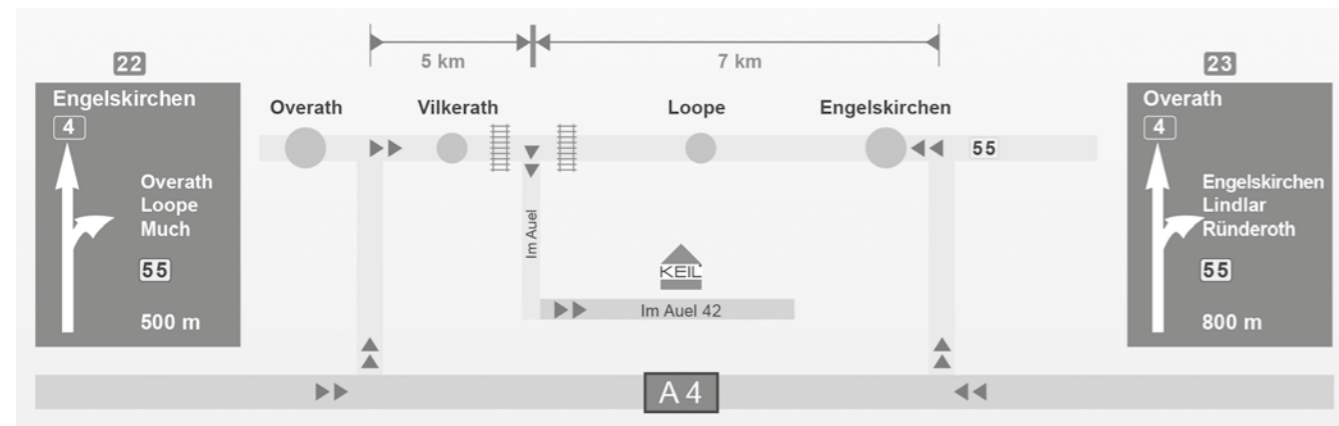 22
Engelskirchen
4
Overath
Loope
Much
55
500 m
5 km
7 km
Overath
Vilkerath
Loope
Engelskirchen
55
Im Auel
KEIL
Im Auel 42
A 4
23
Overath
4
Engelskirchen
Lindlar
Ründeroth
55
800 m